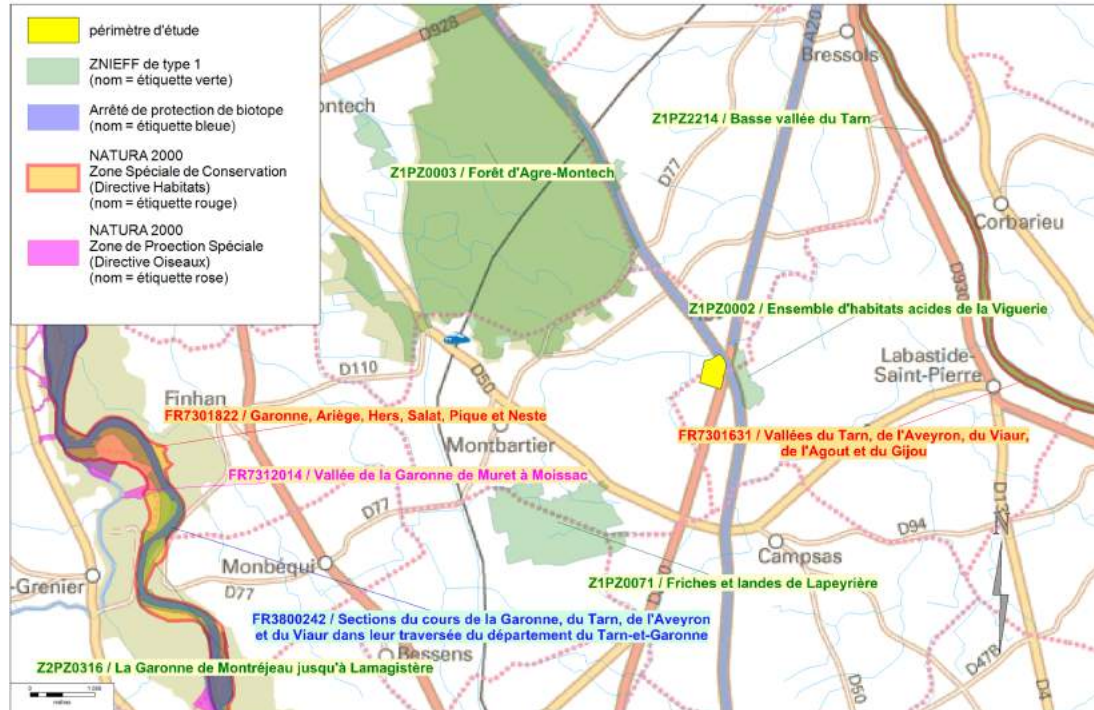 périmètre d'étude
ZNIEFF de type 1
(nom = étiquette verte)
Arrêté de protection de biotope
(nom = étiquette bleue)
NATURA 2000
Zone Spéciale de Conservation
(Directive Habitats)
(nom = étiquette rouge)
NATURA 2000
Zone de Proection Spéciale
(Directive Oiseaux)
(nom = étiquette rose)
D928
A20
Bressols
ontech
Z1PZ2214 / Basse vallée du Tarn
D77
Z1PZ0003 / Forêt d'Agre-Montech
Corbarieu
D930
Z1PZ0002 / Ensemble d'habitats acides de la Viguerie
D110
D50
Labastide-
Saint-Pierre
Finhan
FR7301822 / Garonne, Ariège, Hers, Salat, Pique et Neste
Montbartier
FR7301631 / Vallées du Tarn, de l'Aveyron, du Viaur,
de l'Agout et du Gijou
FR7312014 / Vallée de la Garonne de Muret à Moissac
D77
D94
Campsas
-Grenier
Monbéqui
D77
Z1PZ0071 / Friches et landes de Lapeyrière
FR3800242 / Sections du cours de la Garonne, du Tarn, de l'Aveyron
et du Viaur dans leur traversée du département du Tarn-et-Garonne
Bessens
Z2PZ0316 / La Garonne de Montréjeau jusqu'à Lamagistère
D47B
D50
D4
0 1 000
mètres